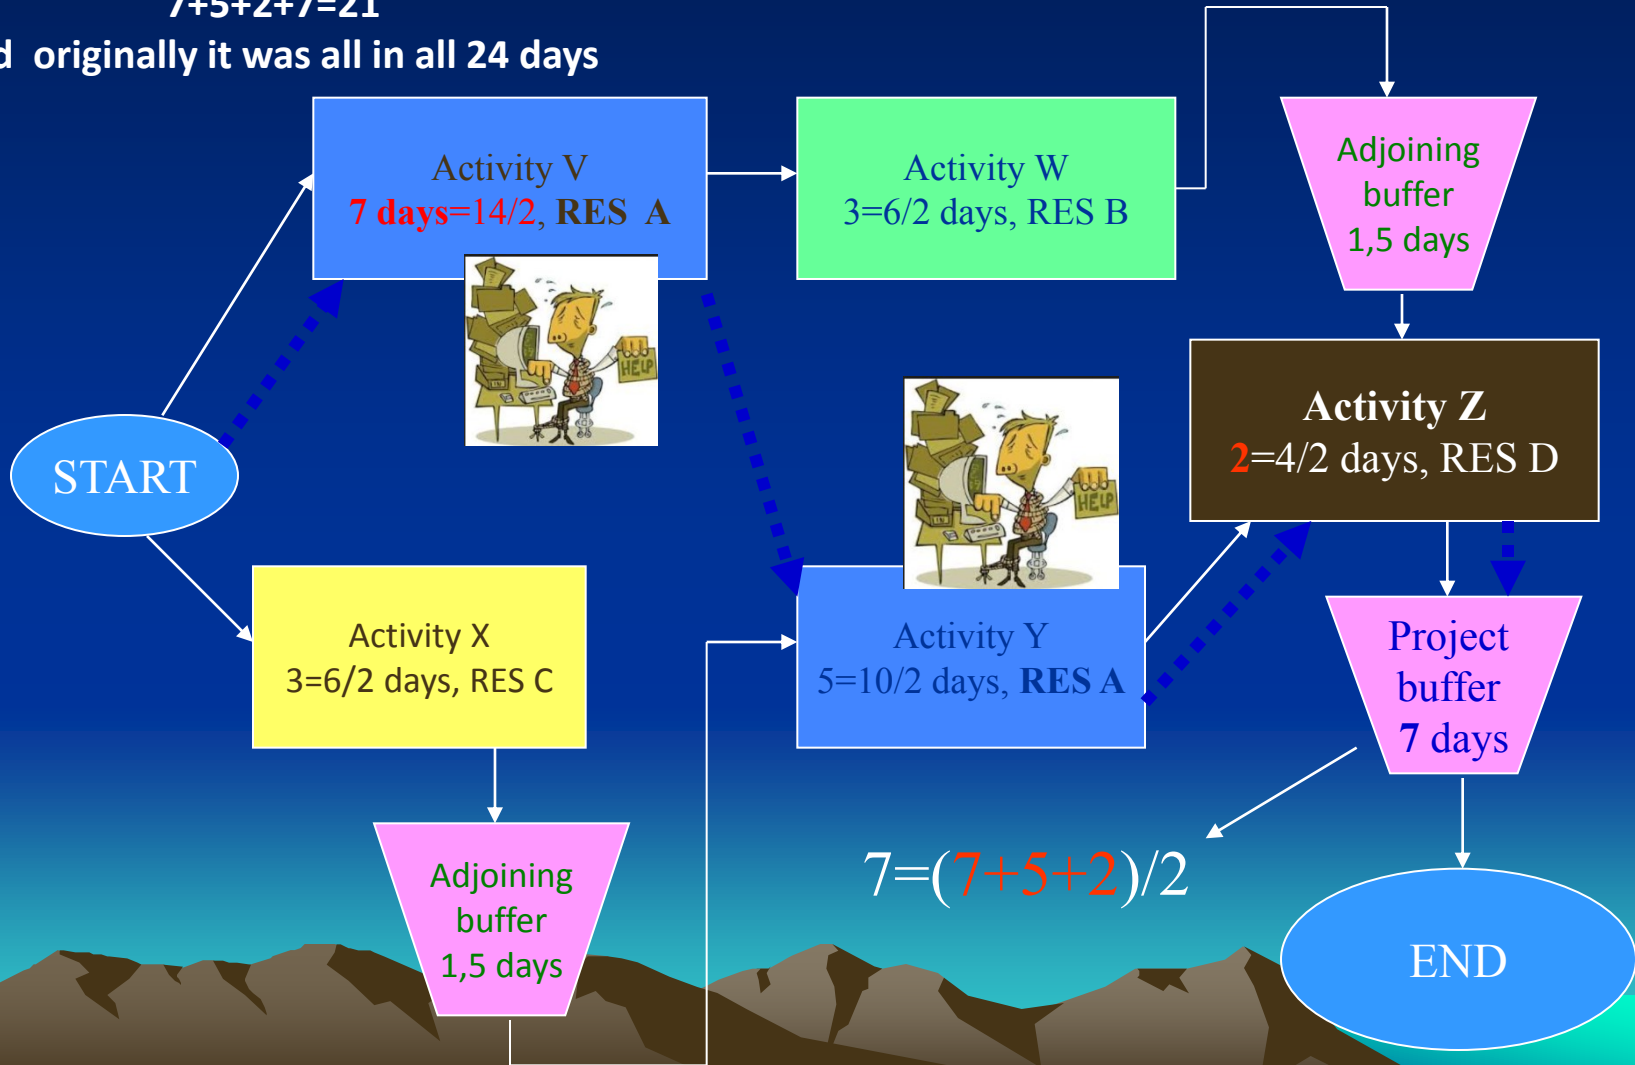 7+5+2+7=21
d originally it was all in all 24 days
Activity V
7 days=14/2, RES A
Activity W
3=6/2 days, RES B
Adjoining
buffer
1,5 days
HELP
HELP
Activity Z
2=4/2 days, RES D
START
Activity X
3=6/2 days, RES C
Activity Y
5=10/2 days, RES A
Project
buffer
7 days
7=(7+5+2)/2
Adjoining
buffer
1,5 days
END